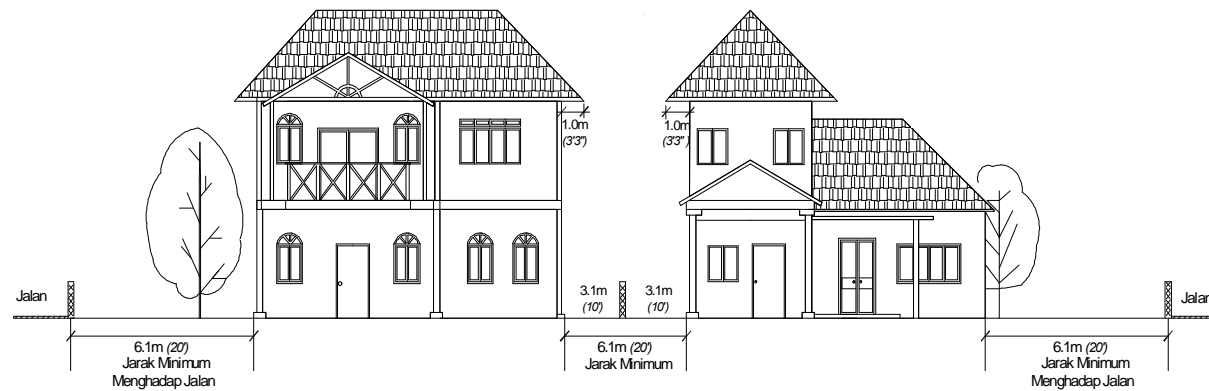 1.0m
(3'3")
1.0m
(3'3")
Jalan
3.1m
(10')
3.1m
(10')
Jalan
6.1m (20')
Jarak Minimum
Menghadap Jalan
6.1m (20')
Jarak Minimum
6.1m (20')
Jarak Minimum
Menghadap Jalan